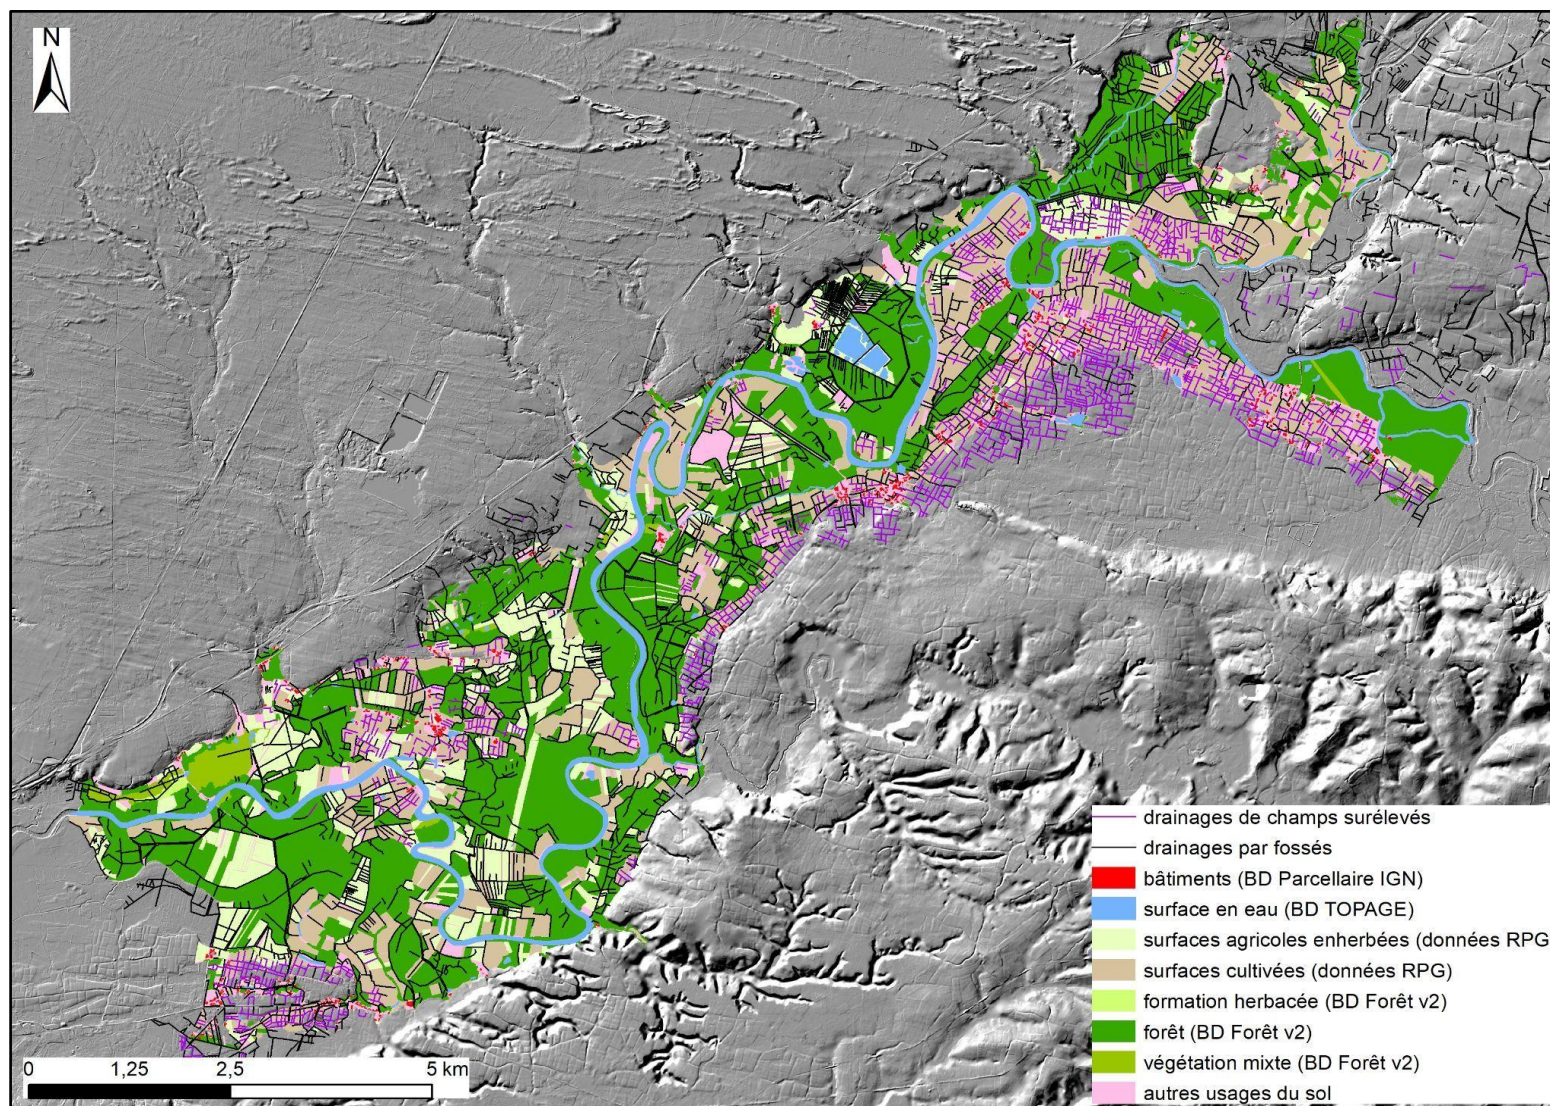 N
drainages de champs surélevés
drainages par fossés
bâtiments (BD Parcellaire IGN)
surface en eau (BD TOPAGE)
surfaces agricoles enherbées (données RPG
surfaces cultivées (données RPG)
formation herbacée (BD Forêt v2)
forêt (BD Forêt v2)
végétation mixte (BD Forêt v2)
autres usages du sol
0 1,25 2,5 5 km